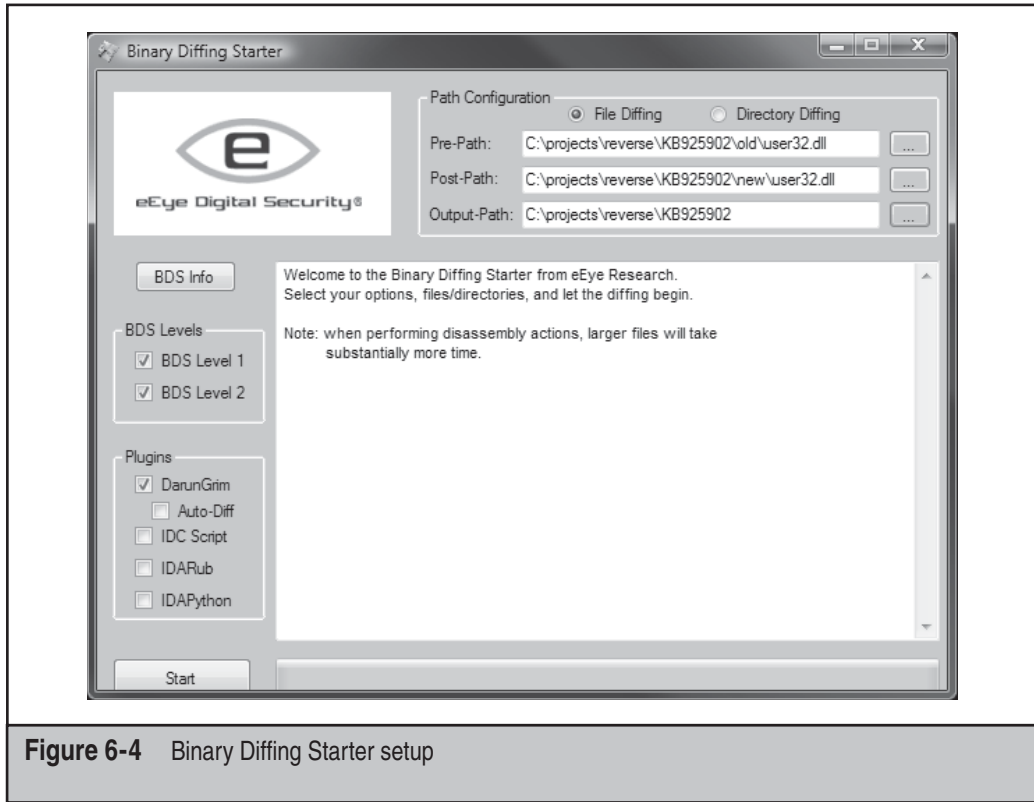 Binary Diffing Starter
e
eEye Digital Security®
Path Configuration
File Diffing Directory Diffing
Pre-Path: C:\projects\reverse\KB925902\old\user32.dll ...
Post-Path: C:\projects\reverse\KB925902\new\user32.dll ...
Output-Path: C:\projects\reverse\KB925902 ...
BDS Info
BDS Levels
BDS Level 1
BDS Level 2
Plugins
DarunGrim
Auto-Diff
IDC Script
IDARub
IDAPython
Start
Welcome to the Binary Diffing Starter from eEye Research.
Select your options, files/directories, and let the diffing begin.
Note: when performing disassembly actions, larger files will take
substantially more time.
Figure 6-4 Binary Diffing Starter setup